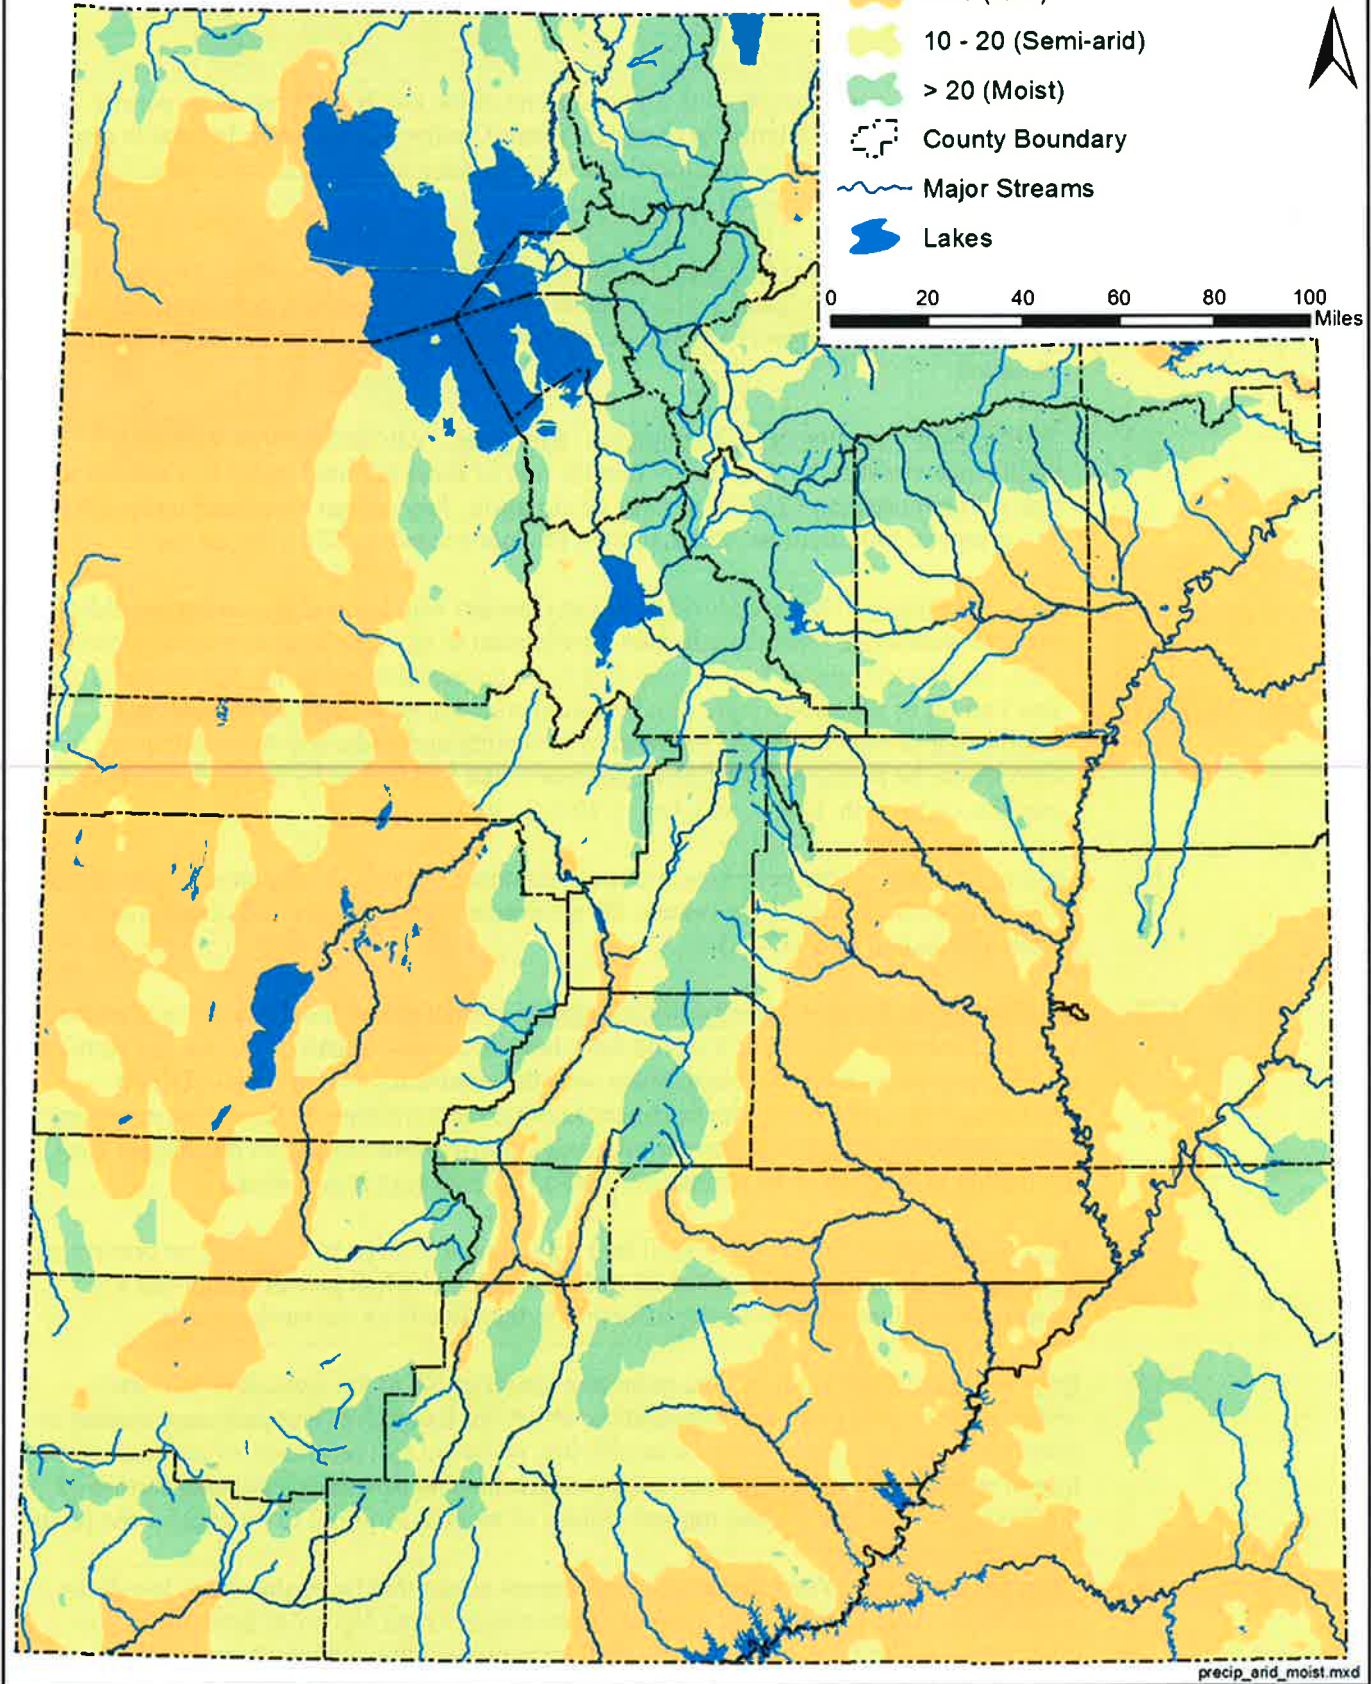 10 - 20 (Semi-arid)
> 20 (Moist)
County Boundary
Major Streams
Lakes
0 20 40 60 80 100
Miles
precip_arid_moist.mxd